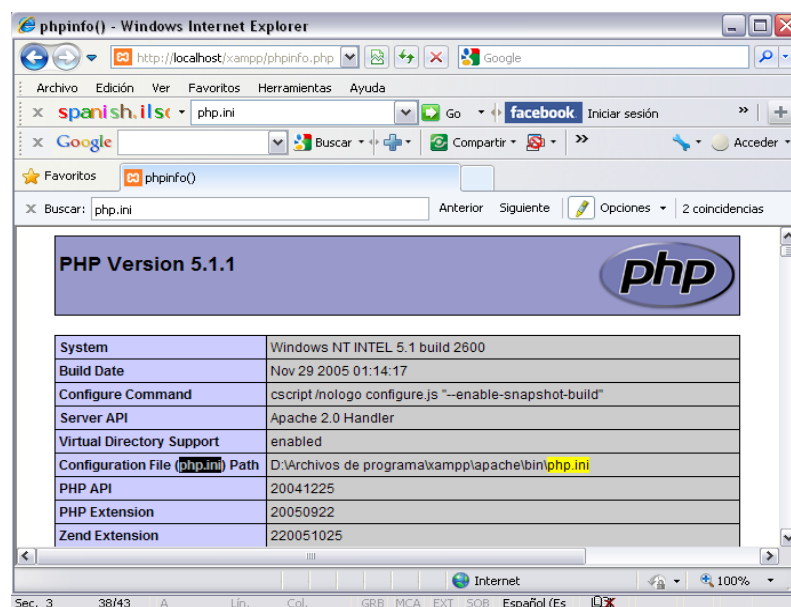 phpinfo() - Windows Internet Explorer
http://localhost/xampp/phpinfo.php Google
Archivo Edición Ver Favoritos Herramientas Ayuda
x spanish.ils( php.ini Go facebook Iniciar sesión »
x Google Buscar Compartir » Acceder
Favoritos phpinfo()
x Buscar: php.ini Anterior Siguiente Opciones 2 coincidencias
PHP Version 5.1.1 php
System Windows NT INTEL 5.1 build 2600
Build Date Nov 29 2005 01:14:17
Configure Command cscript /nologo configure.js "--enable-snapshot-build"
Server API Apache 2.0 Handler
Virtual Directory Support enabled
Configuration File (php.ini) Path D:\Archivos de programa\xampp\apache\bin\php.ini
PHP API 20041225
PHP Extension 20050922
Zend Extension 220051025
Internet 100%
Sec. 3 38/43 A Lín. Col. GRB MCA EXT SOB Español (Es